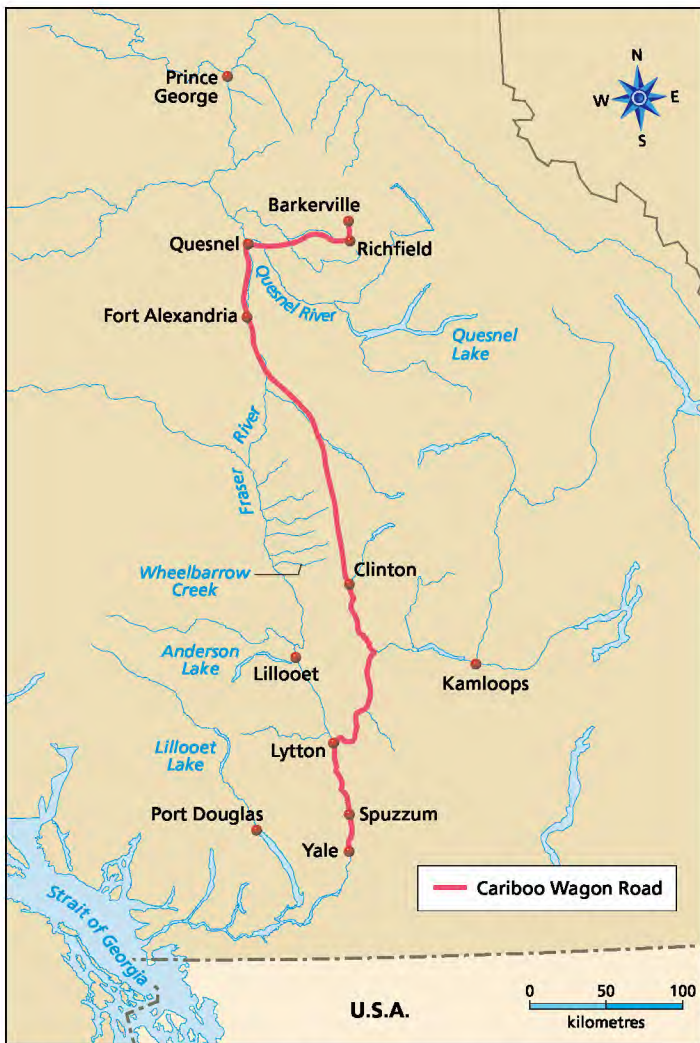 N
W E
S
Prince
George
Barkerville
Quesnel
Richfield
Quesnel River
Fort Alexandria
Quesnel
Lake
Fraser River
Wheelbarrow
Creek
Clinton
Anderson
Lake
Lillooet
Kamloops
Lillooet
Lake
Lytton
Port Douglas
Spuzzum
Yale
Cariboo Wagon Road
Strait of Georgia
U.S.A.
0 50 100
kilometres